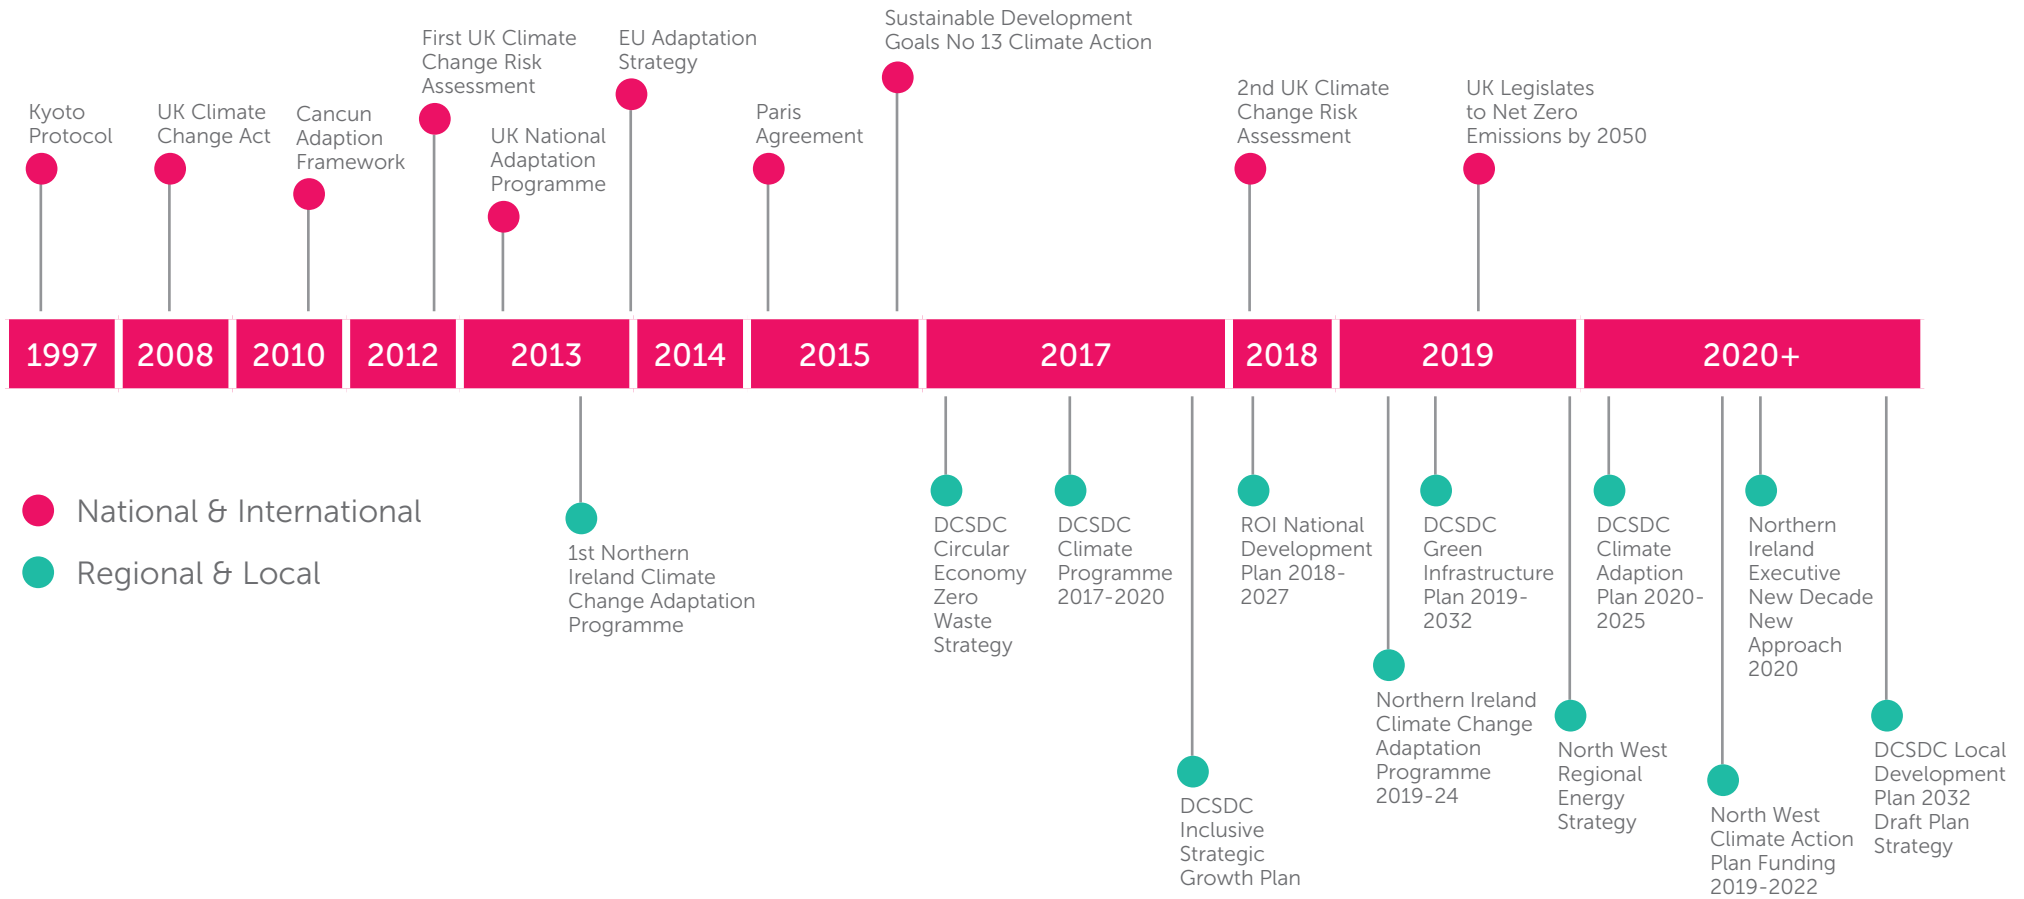 Kyoto
Protocol
UK Climate
Change Act
Cancun
Adaption
Framework
First UK Climate
Change Risk
Assessment
UK National
Adaptation
Programme
EU Adaptation
Strategy
Paris
Agreement
Sustainable Development
Goals No 13 Climate Action
2nd UK Climate
Change Risk
Assessment
UK Legislates
to Net Zero
Emissions by 2050
1997
2008
2010
2012
2013
2014
2015
2017
2018
2019
2020+
National & International
Regional & Local
1st Northern
Ireland Climate
Change Adaptation
Programme
DCSDC
Circular
Economy
Zero
Waste
Strategy
DCSDC
Climate
Programme
2017-2020
DCSDC
Inclusive
Strategic
Growth Plan
ROI National
Development
Plan 2018-
2027
Northern Ireland
Climate Change
Adaptation
Programme
2019-24
DCSDC
Green
Infrastructure
Plan 2019-
2032
North West
Regional
Energy
Strategy
DCSDC
Climate
Adaption
Plan 2020-
2025
North West
Climate Action
Plan Funding
2019-2022
Northern
Ireland
Executive
New Decade
New
Approach
2020
DCSDC Local
Development
Plan 2032
Draft Plan
Strategy